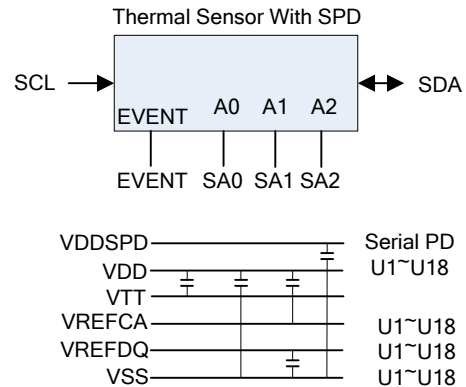 Thermal Sensor With SPD
SCL
SDA
EVENT A0 A1 A2
EVENT SA0 SA1 SA2
VDDSPD Serial PD
VDD U1~U18
VTT
VREFCA U1~U18
VREFDQ U1~U18
VSS U1~U18